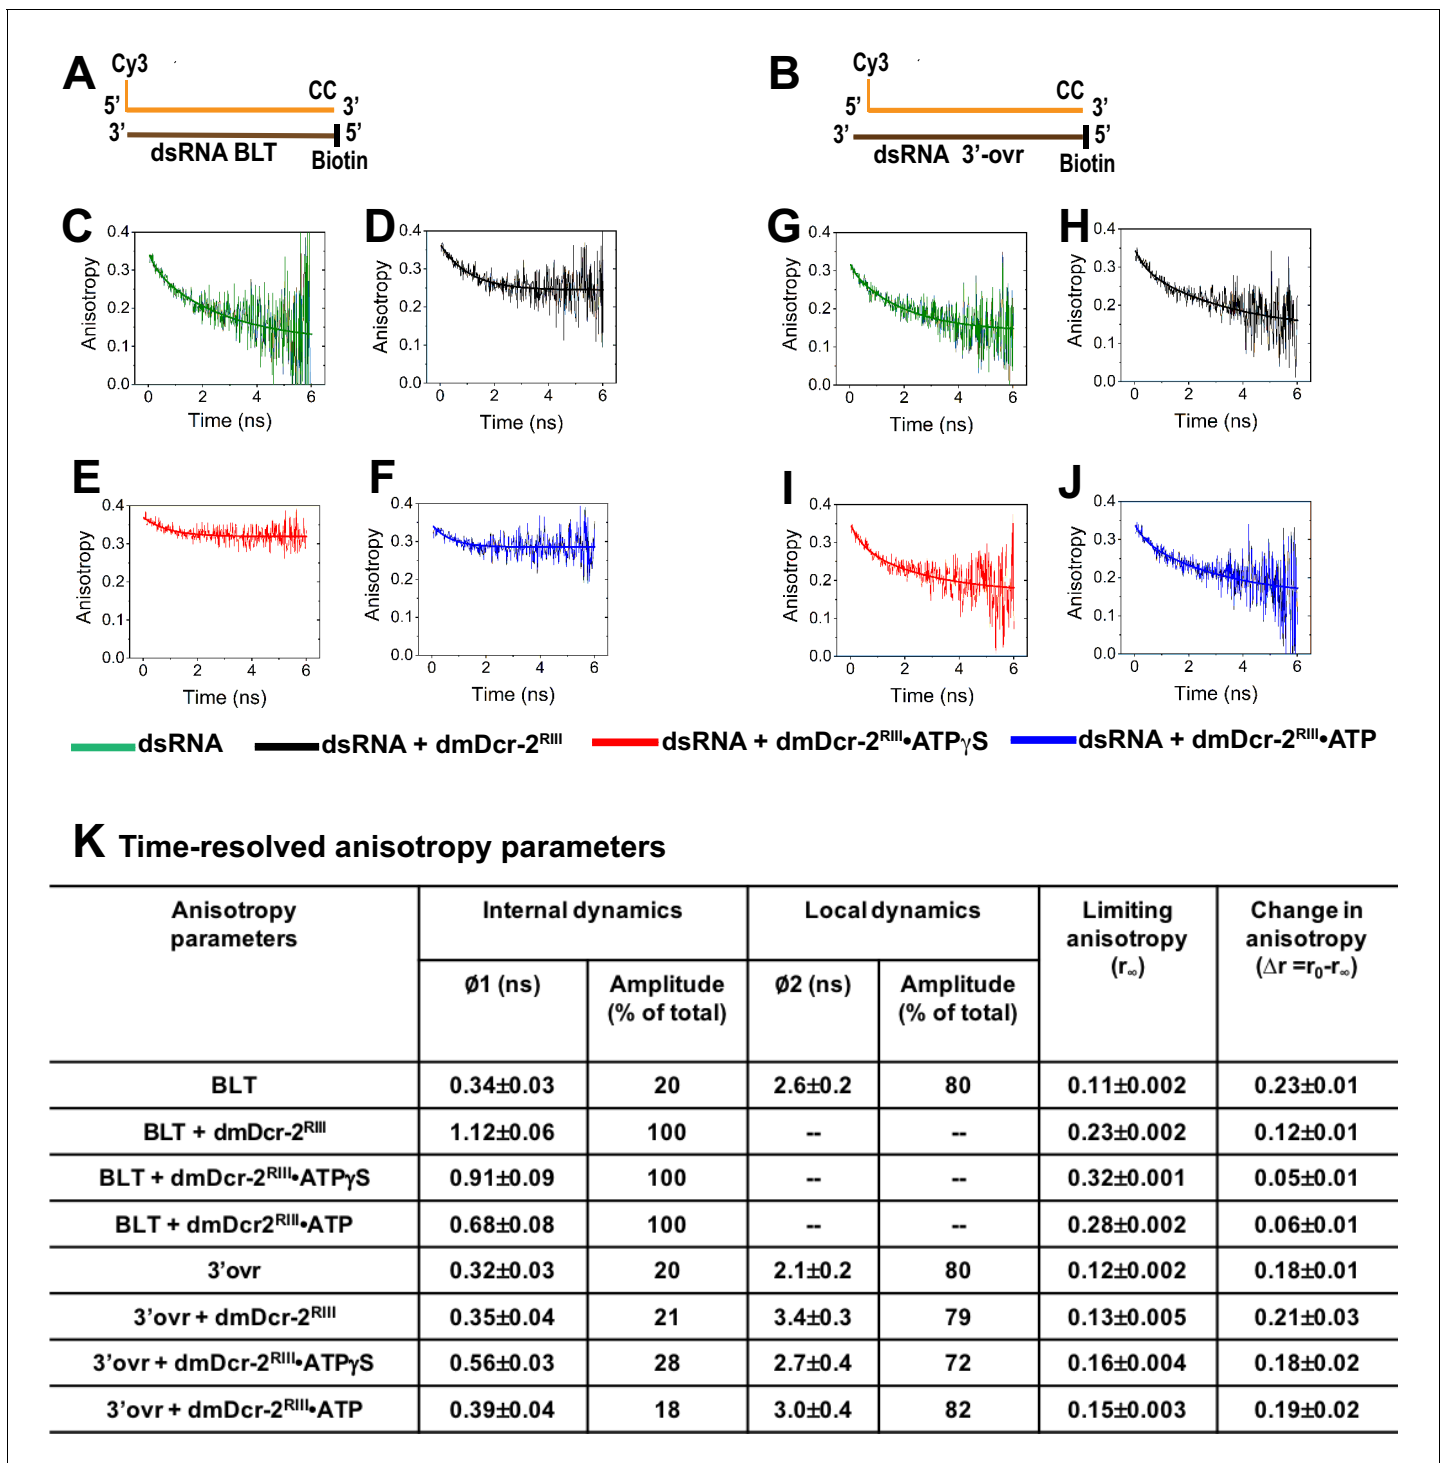 A
Cy3
CC
5’ 3’
3’ 5’
dsRNA BLT
Biotin
B
Cy3
CC
5’ 3’
3’ 5’
dsRNA 3’-ovr
Biotin
C
Anisotropy
0.4
0.3
0.2
0.1
0.0
0 2 4 6
Time (ns)
D
Anisotropy
0.4
0.3
0.2
0.1
0.0
0 2 4 6
Time (ns)
G
Anisotropy
0.4
0.3
0.2
0.1
0.0
0 2 4 6
Time (ns)
H
Anisotropy
0.4
0.3
0.2
0.1
0.0
0 2 4 6
Time (ns)
E
Anisotropy
0.4
0.3
0.2
0.1
0.0
0 2 4 6
Time (ns)
F
Anisotropy
0.4
0.3
0.2
0.1
0.0
0 2 4 6
Time (ns)
I
Anisotropy
0.4
0.3
0.2
0.1
0.0
0 2 4 6
Time (ns)
J
Anisotropy
0.4
0.3
0.2
0.1
0.0
0 2 4 6
Time (ns)
dsRNA dsRNA + dmDcr-2ᴿᴵᴵᴵ dsRNA + dmDcr-2ᴿᴵᴵᴵ•ATPγS dsRNA + dmDcr-2ᴿᴵᴵᴵ•ATP
K Time-resolved anisotropy parameters
Anisotropy parameters Internal dynamics Local dynamics Limiting anisotropy (r∞) Change in anisotropy (Δr =r₀-r∞)
Ø1 (ns) Amplitude (% of total) Ø2 (ns) Amplitude (% of total)
BLT 0.34±0.03 20 2.6±0.2 80 0.11±0.002 0.23±0.01
BLT + dmDcr-2ᴿᴵᴵᴵ 1.12±0.06 100 -- -- 0.23±0.002 0.12±0.01
BLT + dmDcr-2ᴿᴵᴵᴵ•ATPγS 0.91±0.09 100 -- -- 0.32±0.001 0.05±0.01
BLT + dmDcr2ᴿᴵᴵᴵ•ATP 0.68±0.08 100 -- -- 0.28±0.002 0.06±0.01
3’ovr 0.32±0.03 20 2.1±0.2 80 0.12±0.002 0.18±0.01
3’ovr + dmDcr-2ᴿᴵᴵᴵ 0.35±0.04 21 3.4±0.3 79 0.13±0.005 0.21±0.03
3’ovr + dmDcr-2ᴿᴵᴵᴵ•ATPγS 0.56±0.03 28 2.7±0.4 72 0.16±0.004 0.18±0.02
3’ovr + dmDcr-2ᴿᴵᴵᴵ•ATP 0.39±0.04 18 3.0±0.4 82 0.15±0.003 0.19±0.02